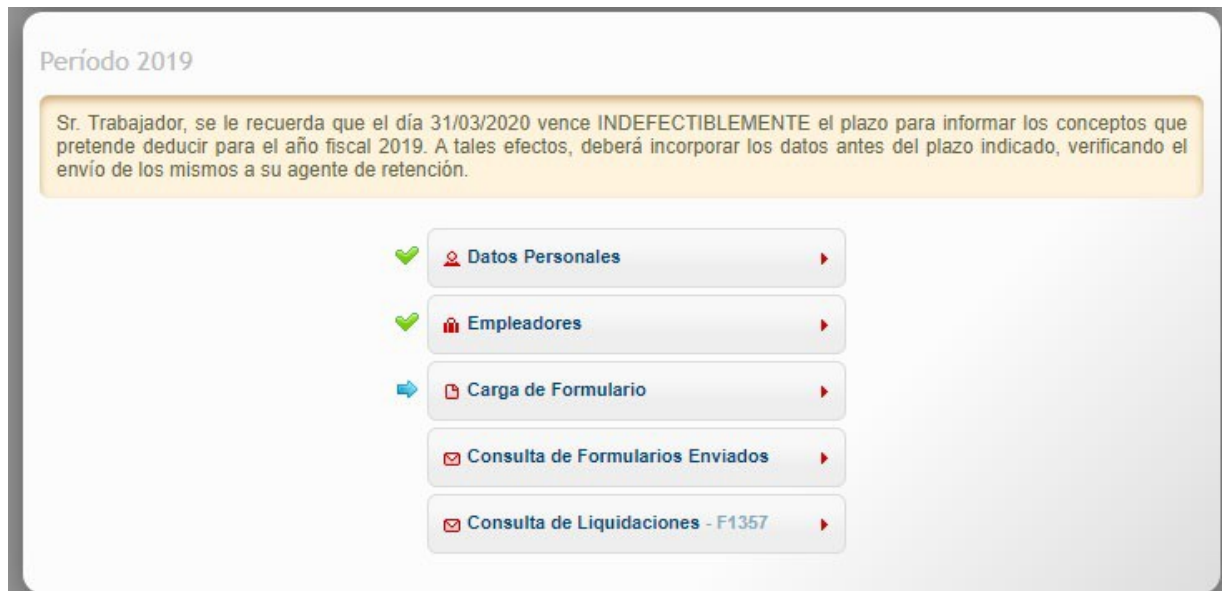 Período 2019
Sr. Trabajador, se le recuerda que el día 31/03/2020 vence INDEFECTIBLEMENTE el plazo para informar los conceptos que
pretende deducir para el año fiscal 2019. A tales efectos, deberá incorporar los datos antes del plazo indicado, verificando el
envío de los mismos a su agente de retención.
Datos Personales
Empleadores
Carga de Formulario
Consulta de Formularios Enviados
Consulta de Liquidaciones - F1357